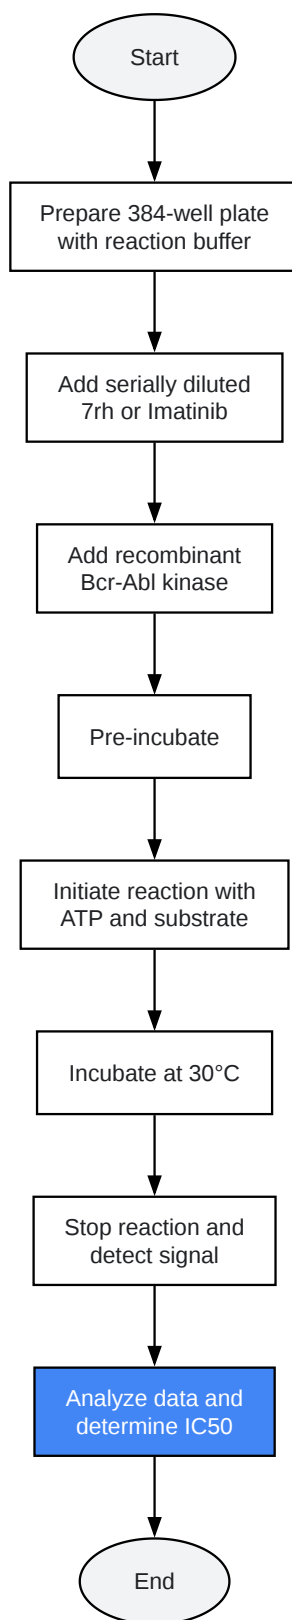 Start
Prepare 384-well plate
with reaction buffer
Add serially diluted
7rh or Imatinib
Add recombinant
Bcr-Abl kinase
Pre-incubate
Initiate reaction with
ATP and substrate
Incubate at 30°C
Stop reaction and
detect signal
Analyze data and
determine IC50
End